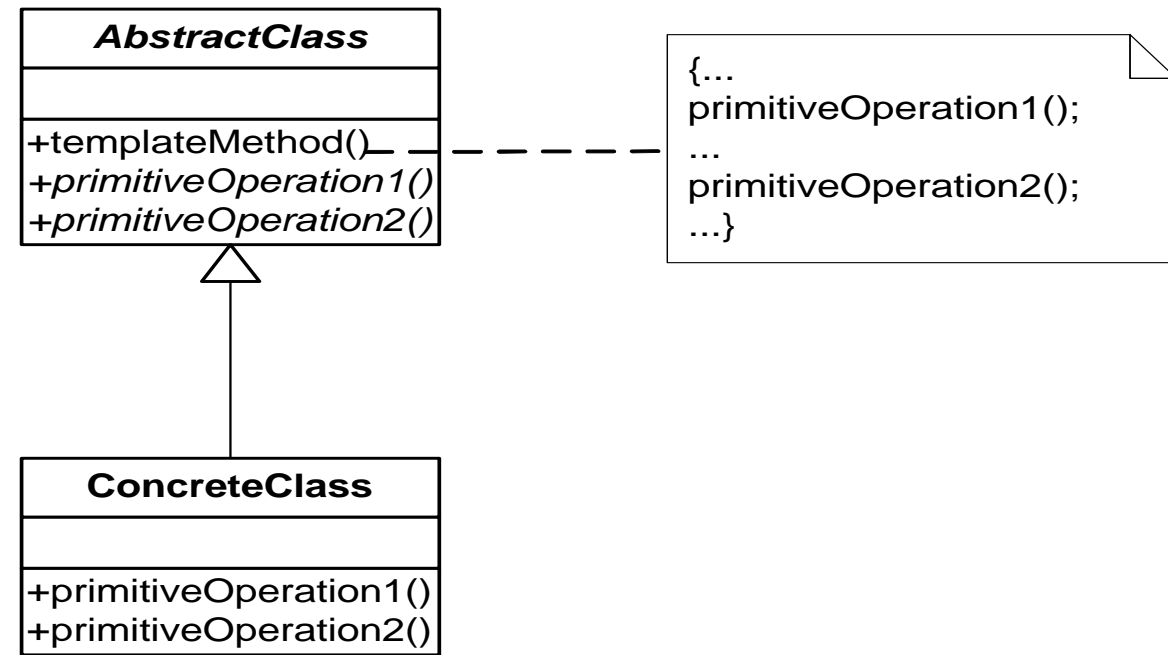 AbstractClass
+templateMethod()
+primitiveOperation1()
+primitiveOperation2()
{...
primitiveOperation1();
...
primitiveOperation2();
...}
ConcreteClass
+primitiveOperation1()
+primitiveOperation2()